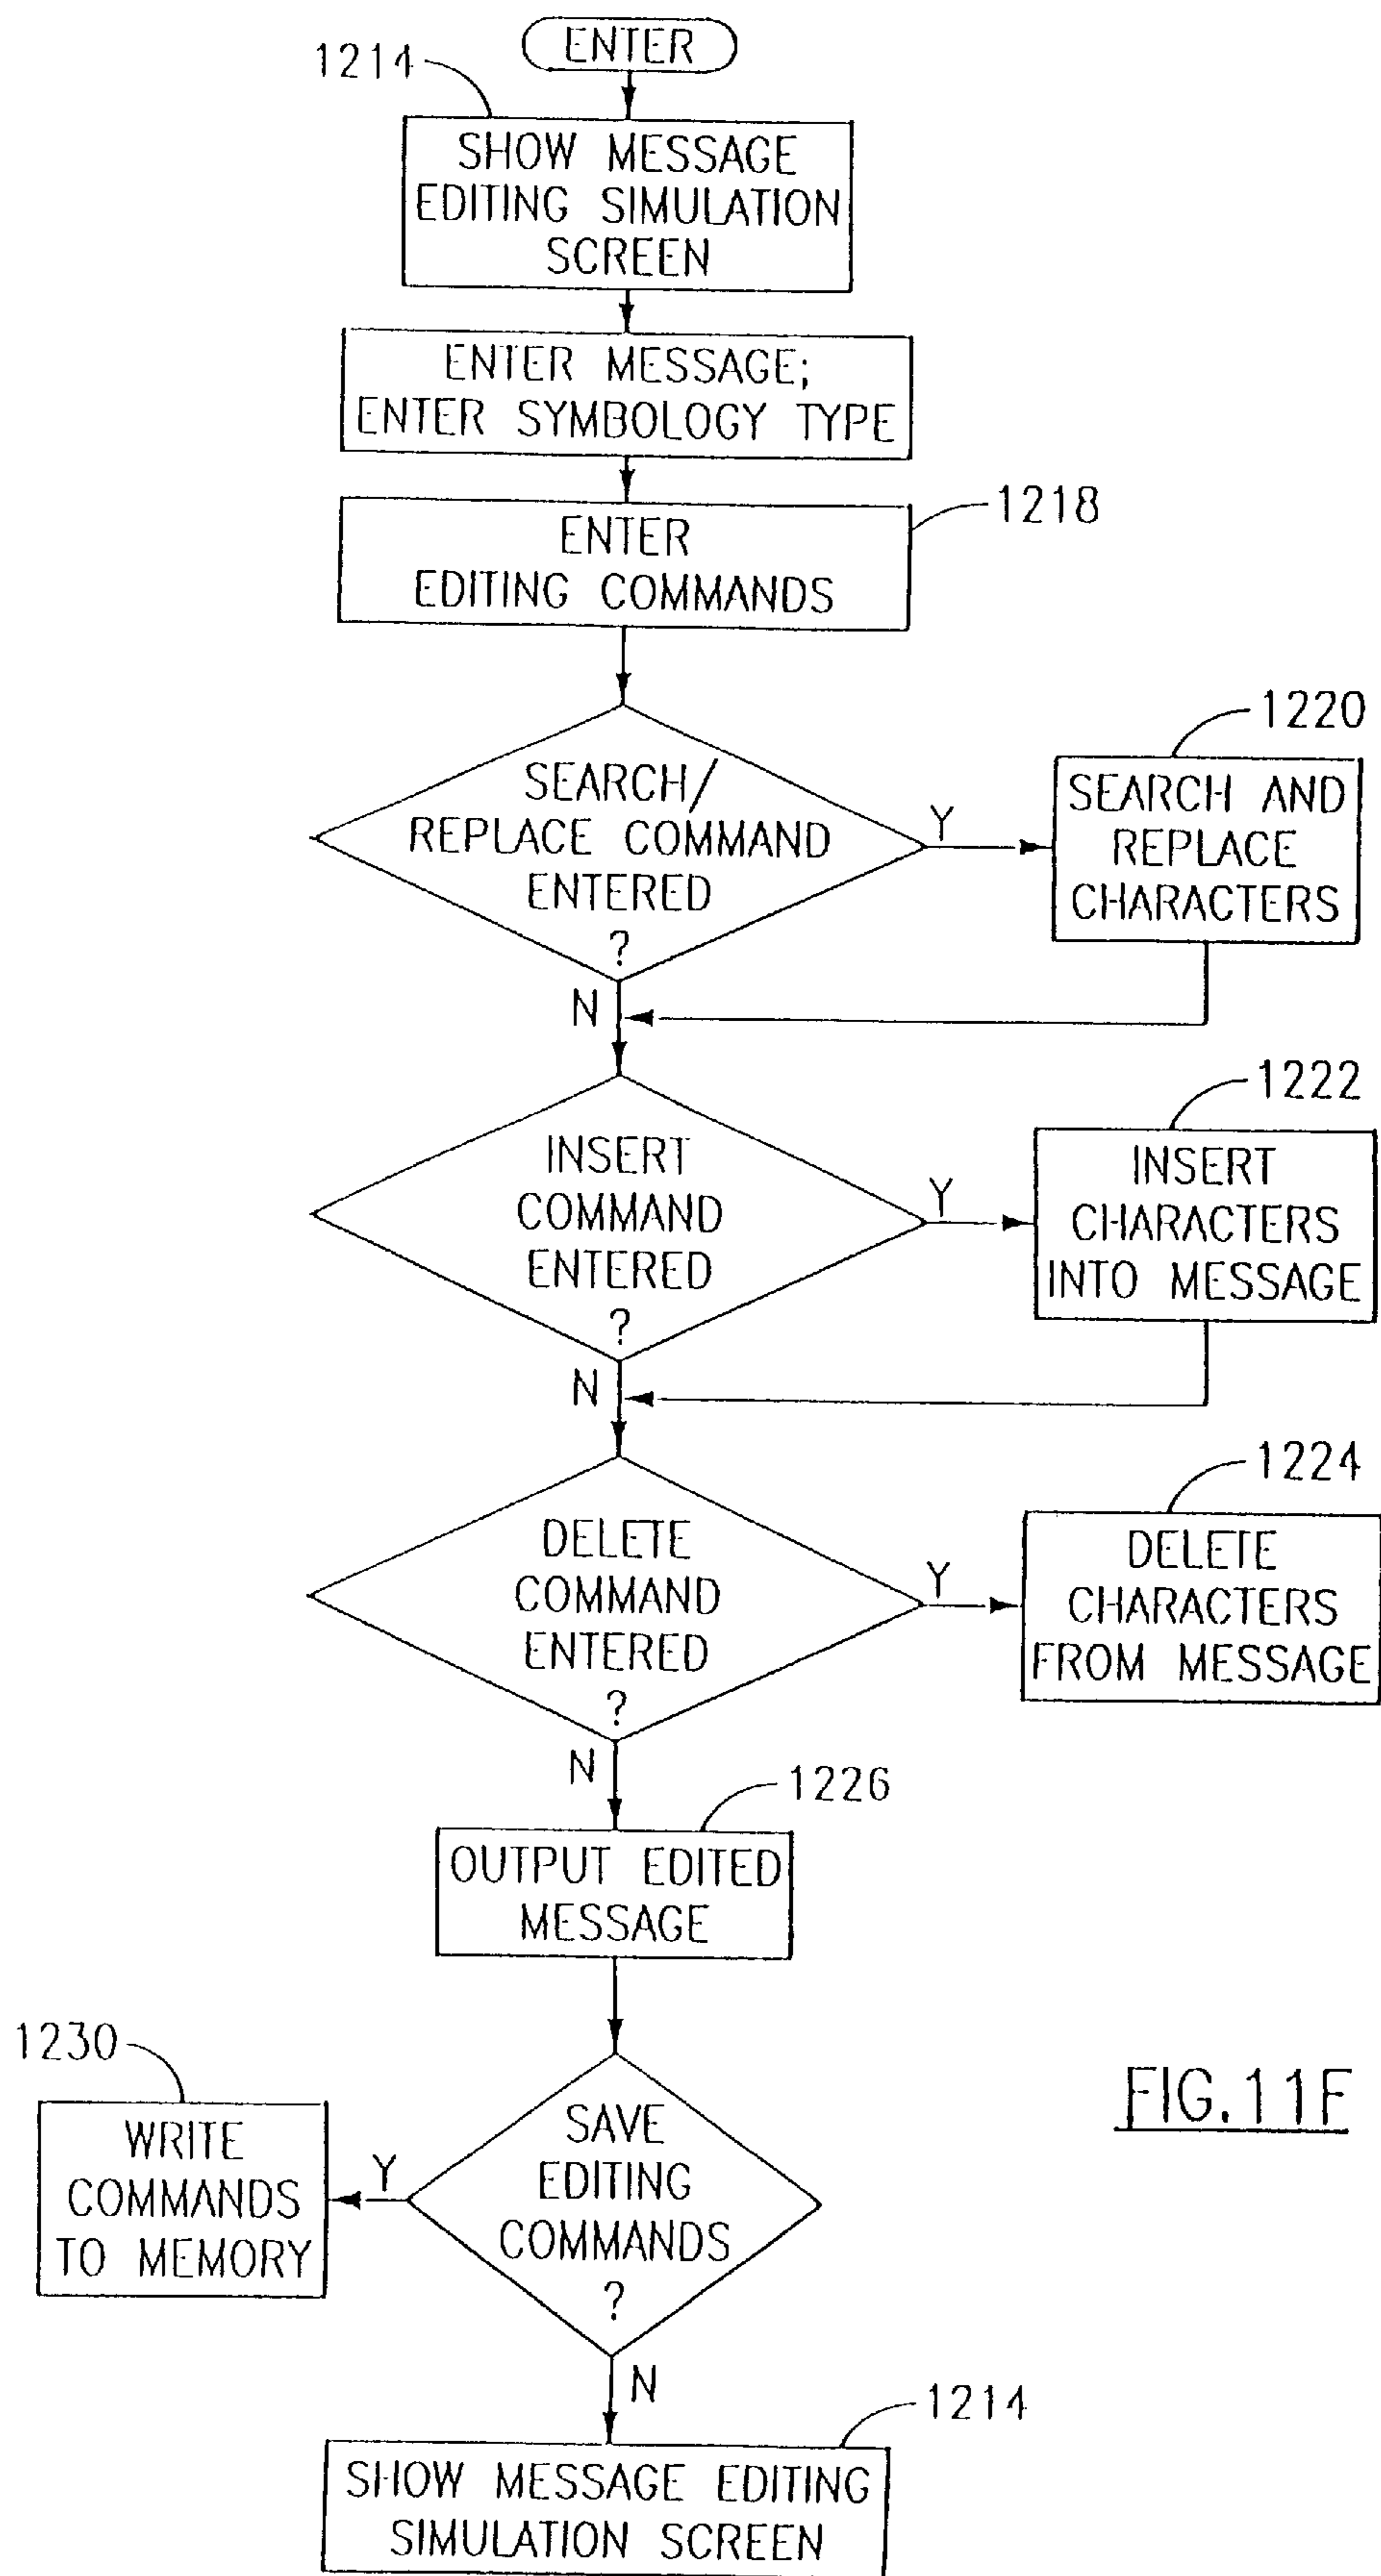 ENTER
1214
SHOW MESSAGE
EDITING SIMULATION
SCREEN
ENTER MESSAGE;
ENTER SYMBOLOGY TYPE
1218
ENTER
EDITING COMMANDS
1220
SEARCH/
REPLACE COMMAND
ENTERED
?
Y
SEARCH AND
REPLACE
CHARACTERS
N
1222
INSERT
COMMAND
ENTERED
?
Y
INSERT
CHARACTERS
INTO MESSAGE
N
1224
DELETE
COMMAND
ENTERED
?
Y
DELETE
CHARACTERS
FROM MESSAGE
N
1226
OUTPUT EDITED
MESSAGE
1230
WRITE
COMMANDS
TO MEMORY
Y
SAVE
EDITING
COMMANDS
?
FIG.11F
N
1214
SHOW MESSAGE EDITING
SIMULATION SCREEN